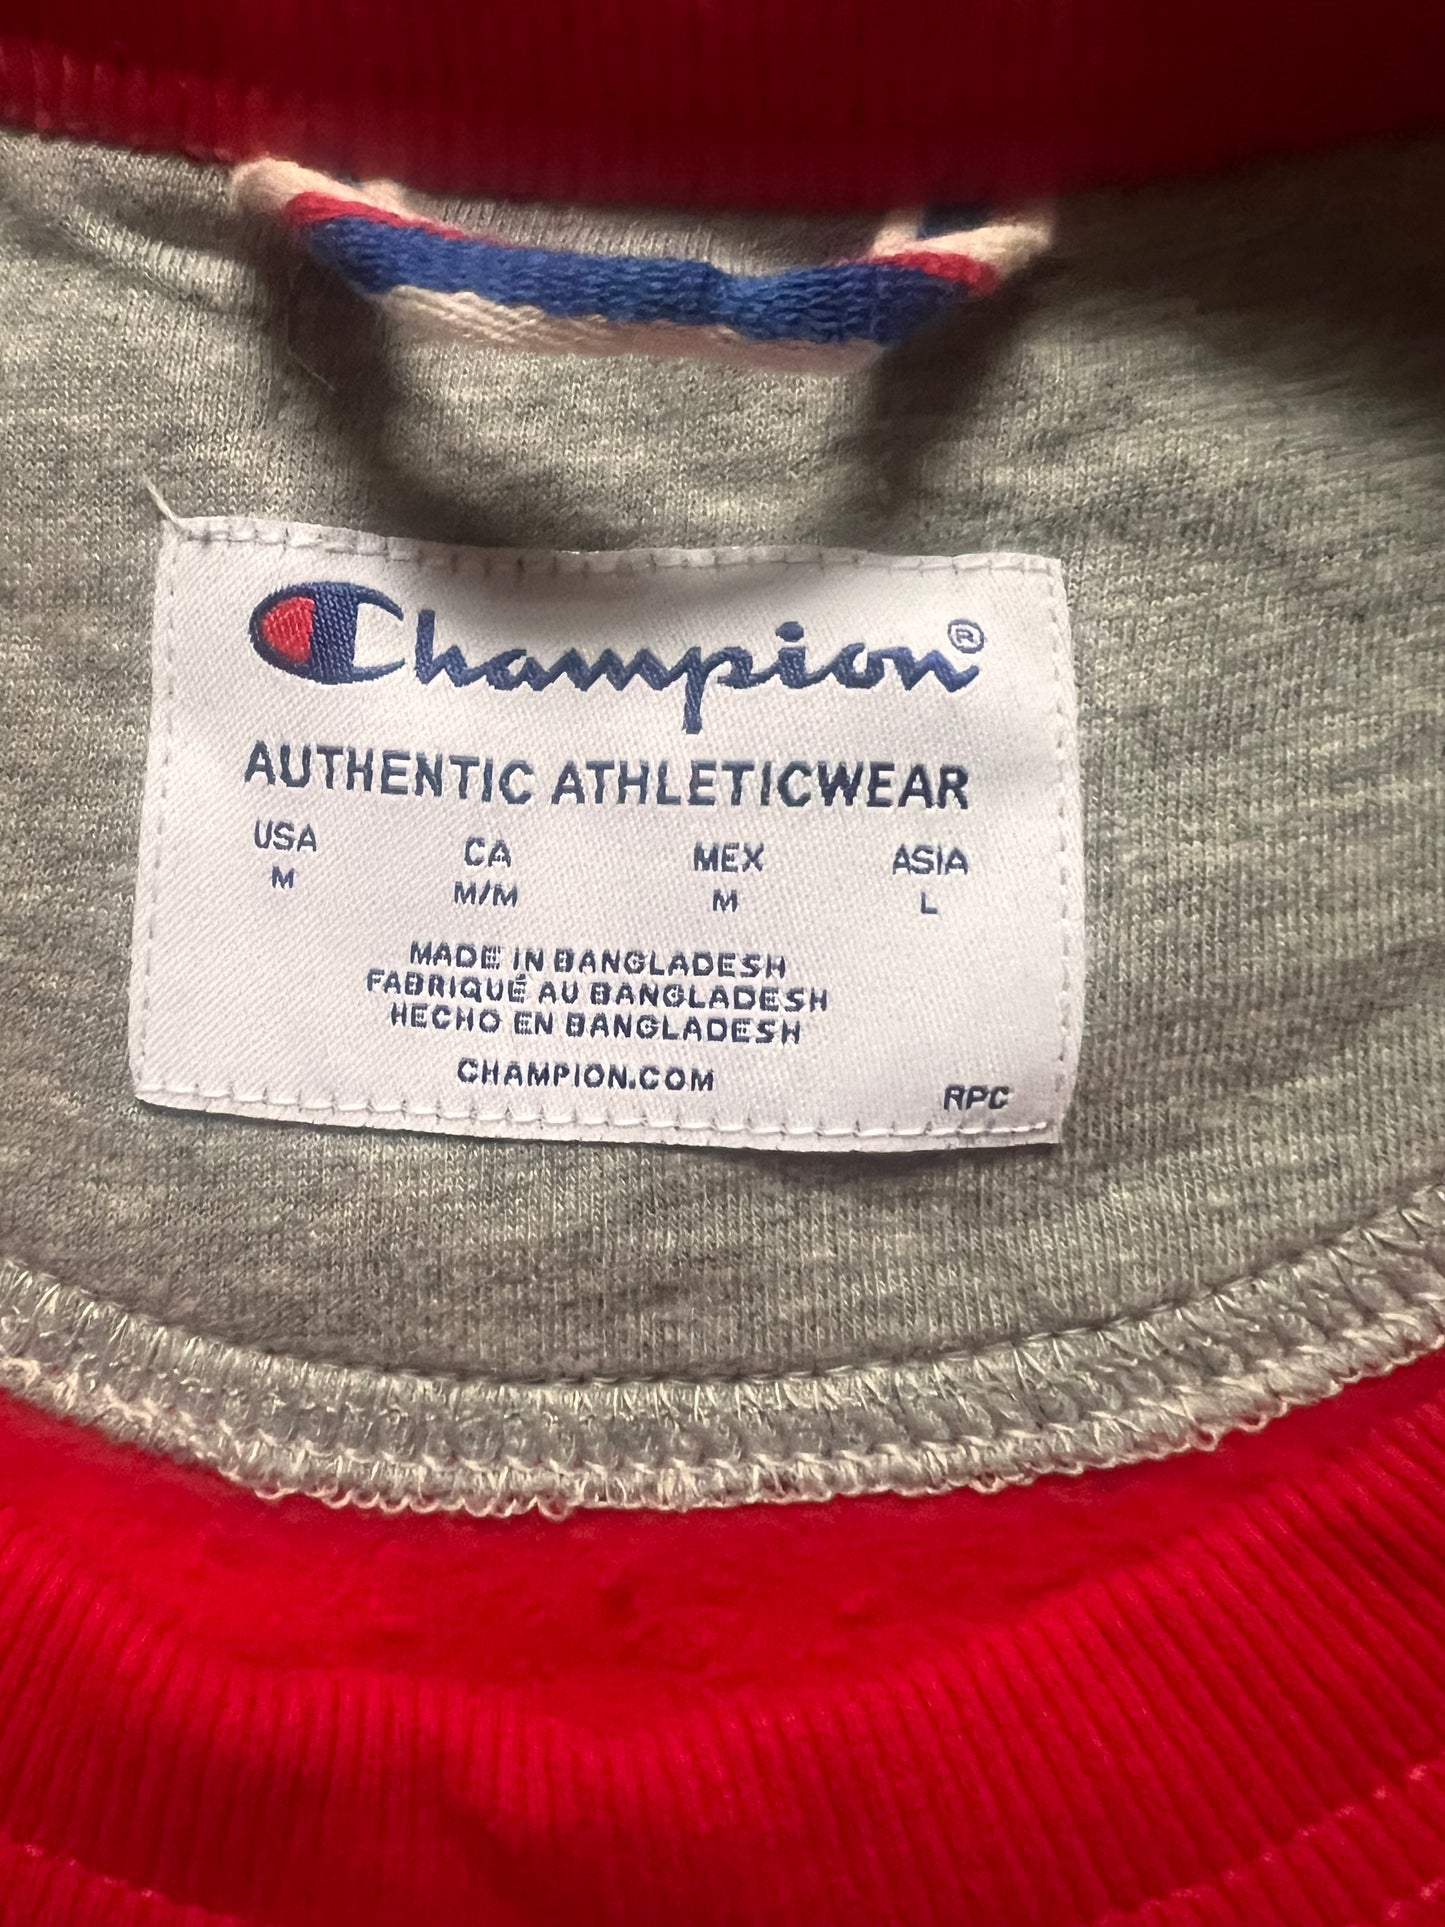 Champion®
AUTHENTIC ATHLETICWEAR
USA CA MEX ASIA
M M/M M L
MADE IN BANGLADESH
FABRIQUÉ AU BANGLADESH
HECHO EN BANGLADESH
CHAMPION.COM
RPC